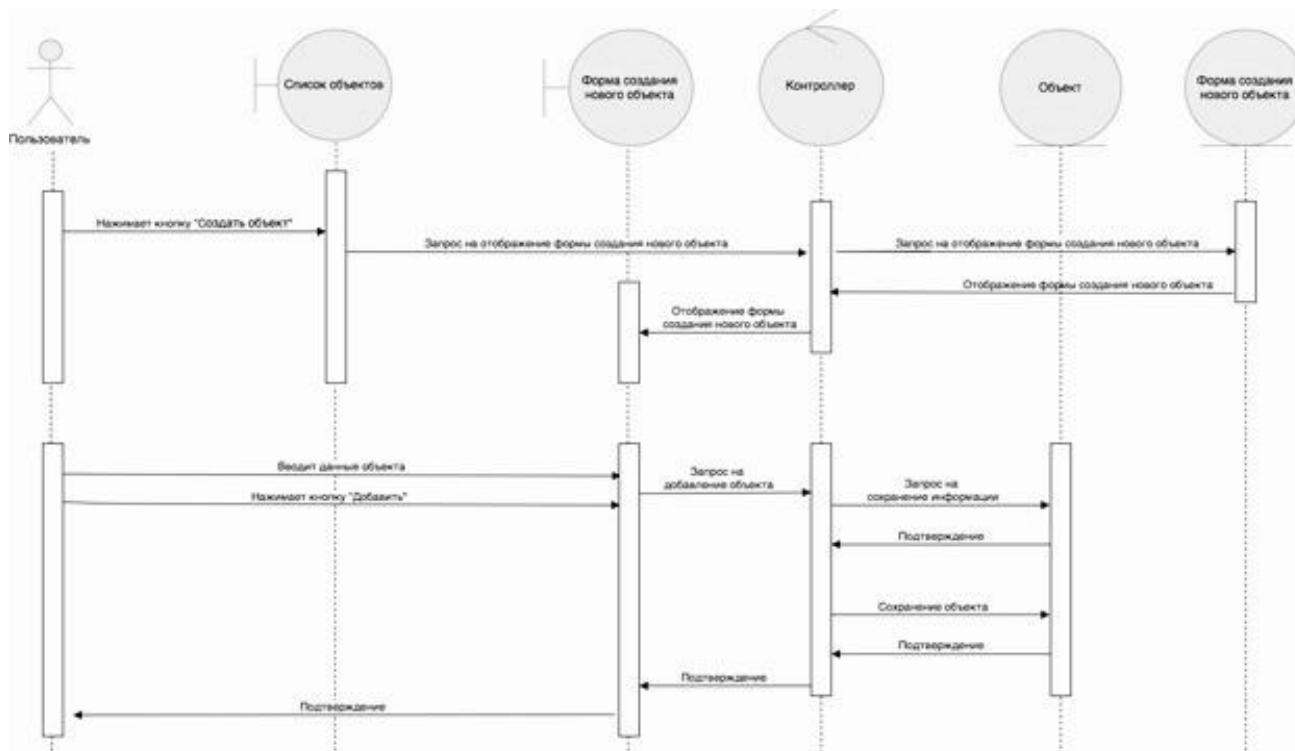 Пользователь
Список объектов
Форма создания
нового объекта
Контроллер
Объект
Форма создания
нового объекта
Нажимает кнопку "Создать объект"
Запрос на отображение формы создания нового объекта
Запрос на отображение формы создания нового объекта
Отображение формы создания нового объекта
Отображение формы
создания нового объекта
Вводит данные объекта
Нажимает кнопку "Добавить"
Запрос на
добавление объекта
Запрос на
сохранение информации
Подтверждение
Сохранение объекта
Подтверждение
Подтверждение
Подтверждение